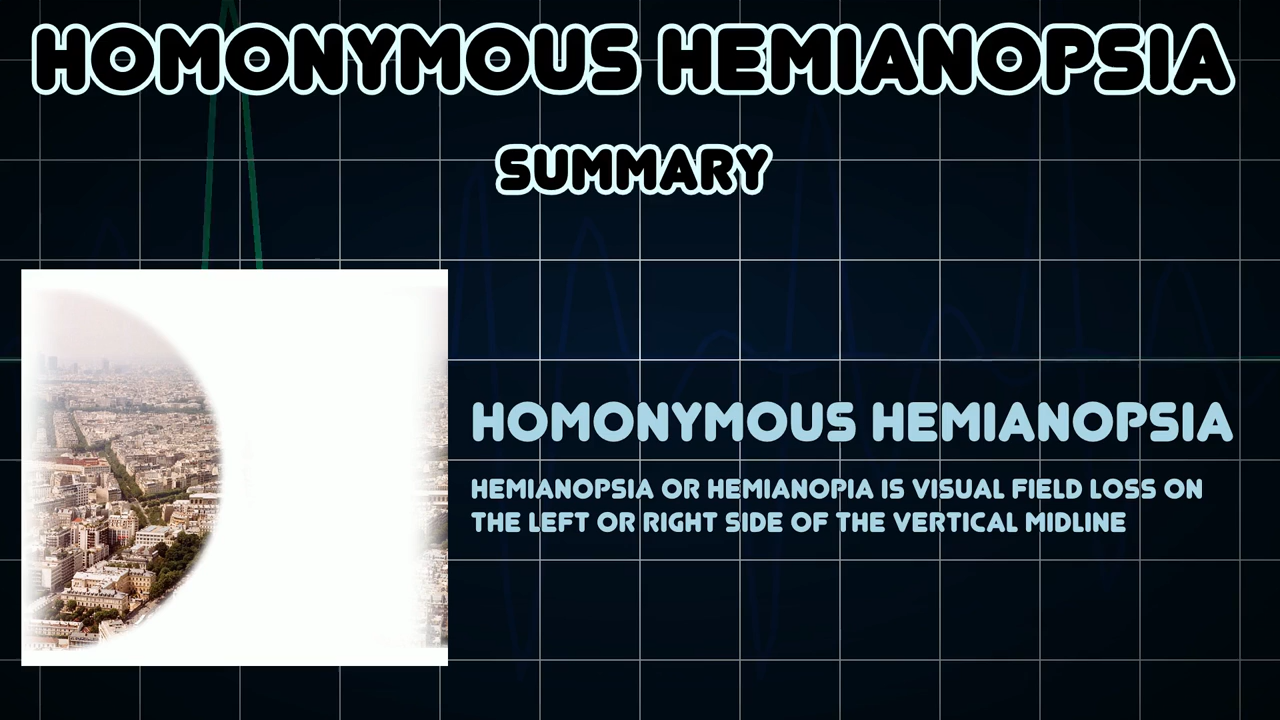 HOMONYMOUS HEMIANOPSIA
SUMMARY
HOMONYMOUS HEMIANOPSIA
HEMIANOPSIA OR HEMIANOPIA IS VISUAL FIELD LOSS ON
THE LEFT OR RIGHT SIDE OF THE VERTICAL MIDLINE